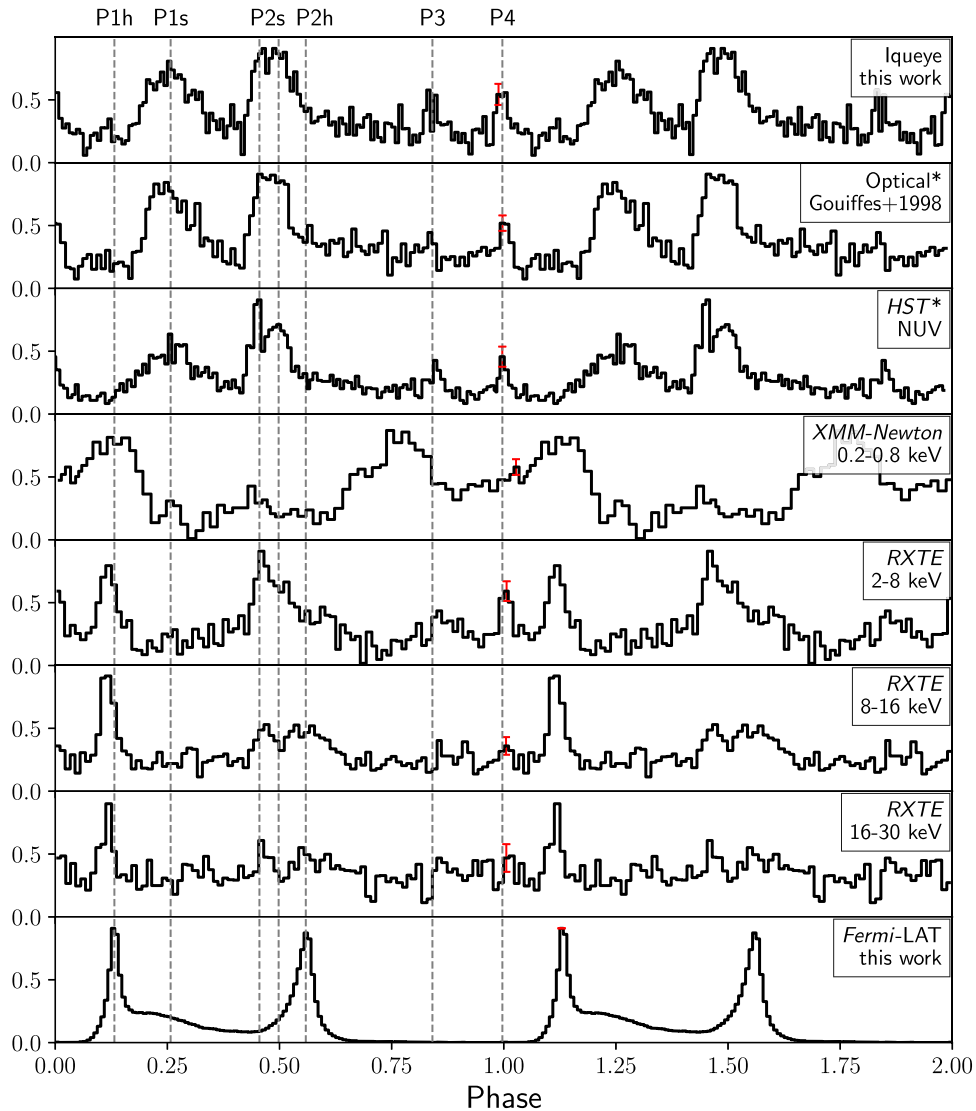 P1h P1s P2s P2h P3 P4
Iqueye
this work
0.5
0.0
Optical*
Gouiffes+1998
0.5
0.0
HST*
NUV
0.5
0.0
XMM-Newton
0.2-0.8 keV
0.5
0.0
RXTE
2-8 keV
0.5
0.0
RXTE
8-16 keV
0.5
0.0
RXTE
16-30 keV
0.5
0.0
Fermi-LAT
this work
0.5
0.0
0.00 0.25 0.50 0.75 1.00 1.25 1.50 1.75 2.00
Phase